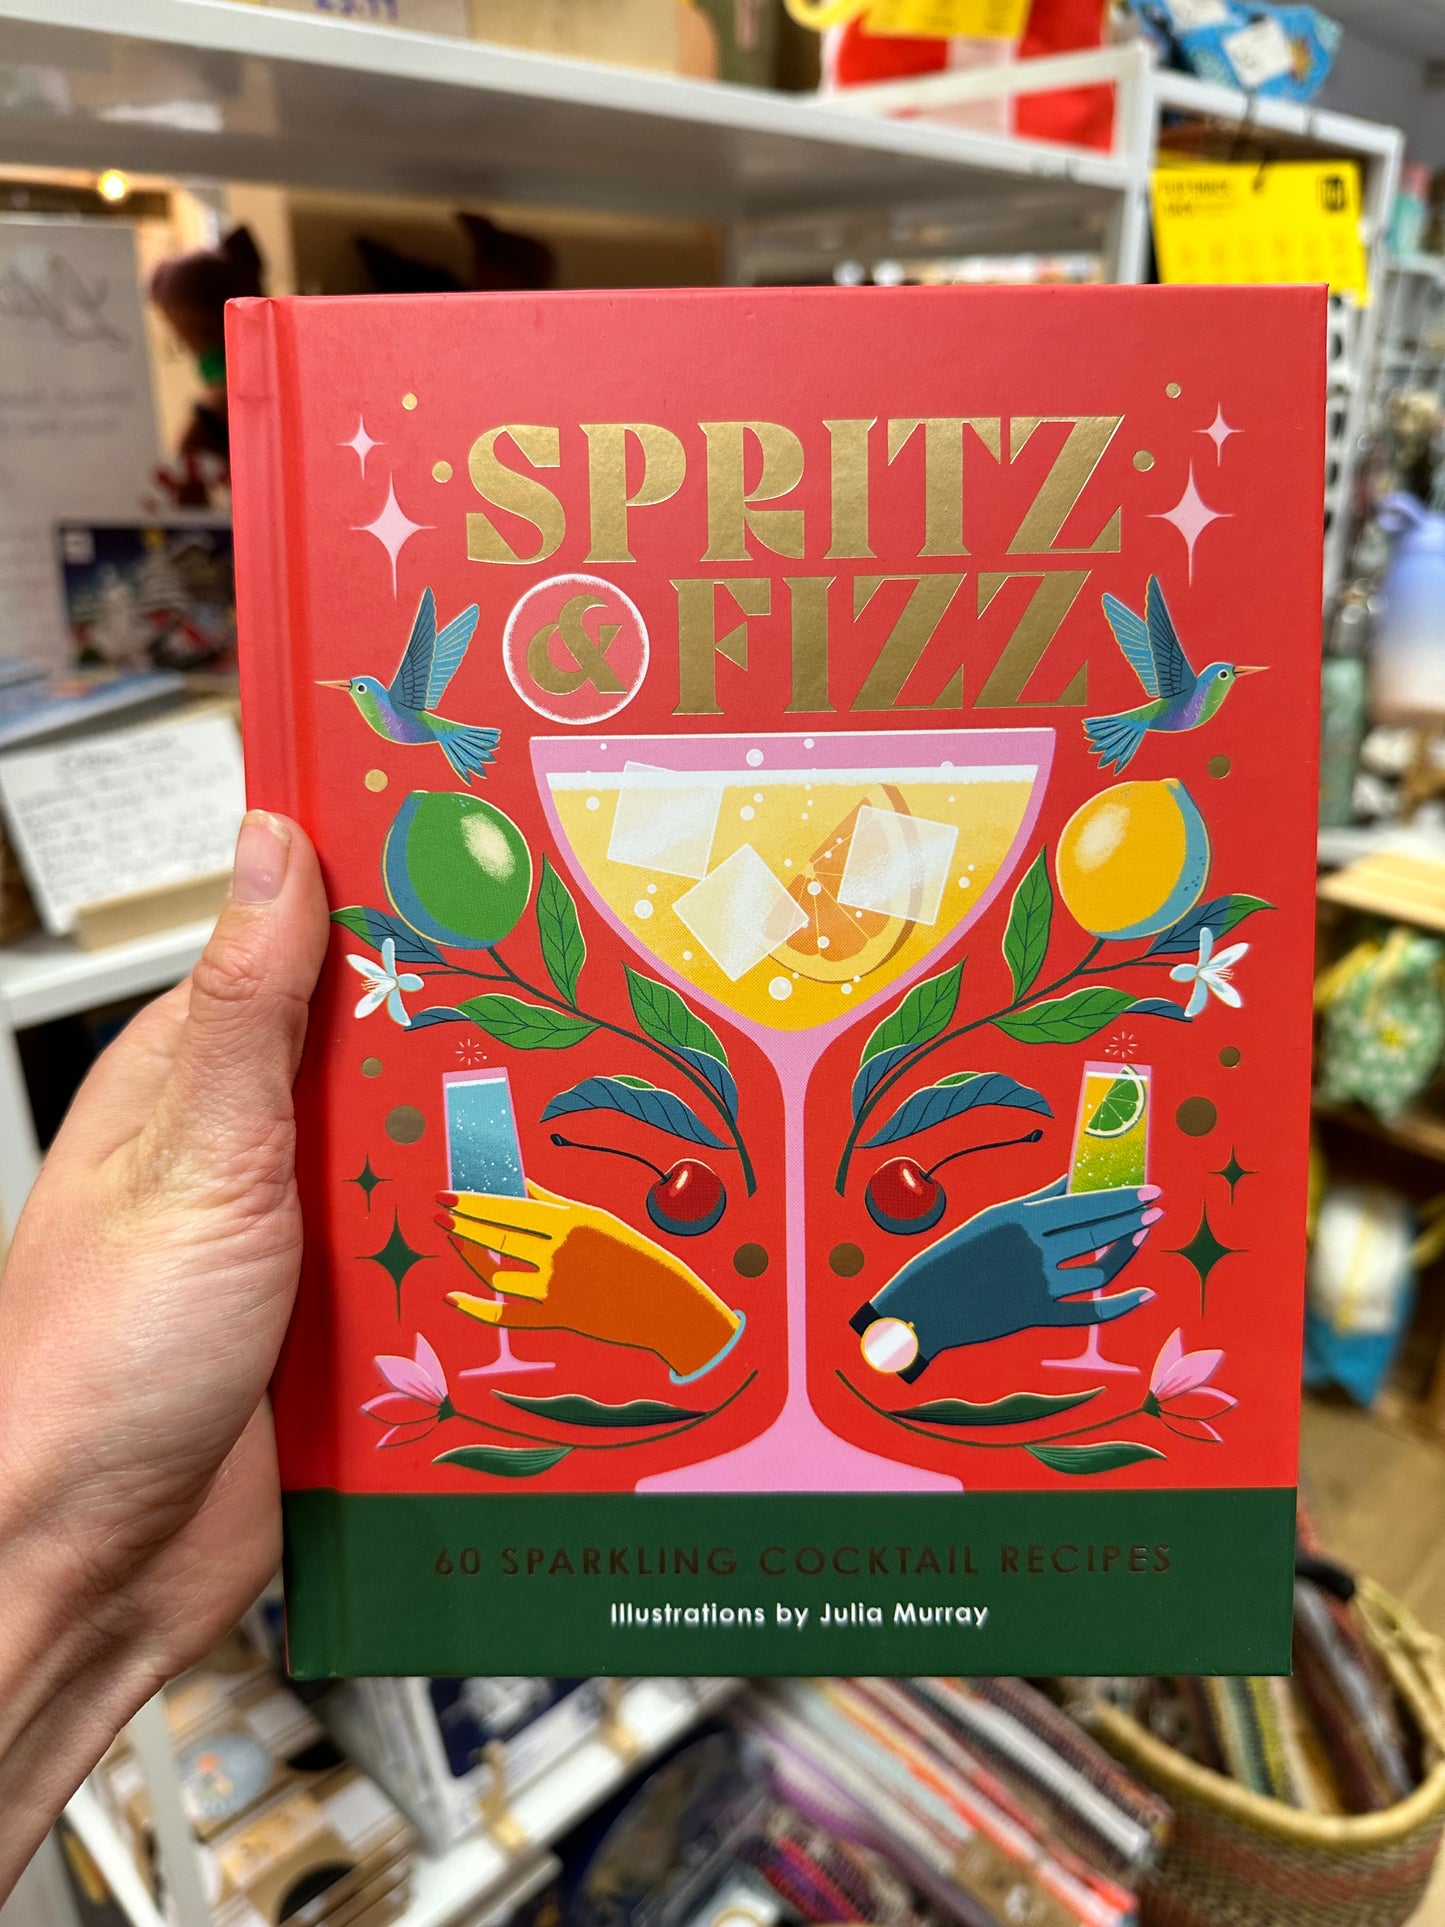 SPRITZ
& FIZZ
60 SPARKLING COCKTAIL RECIPES
Illustrations by Julia Murray